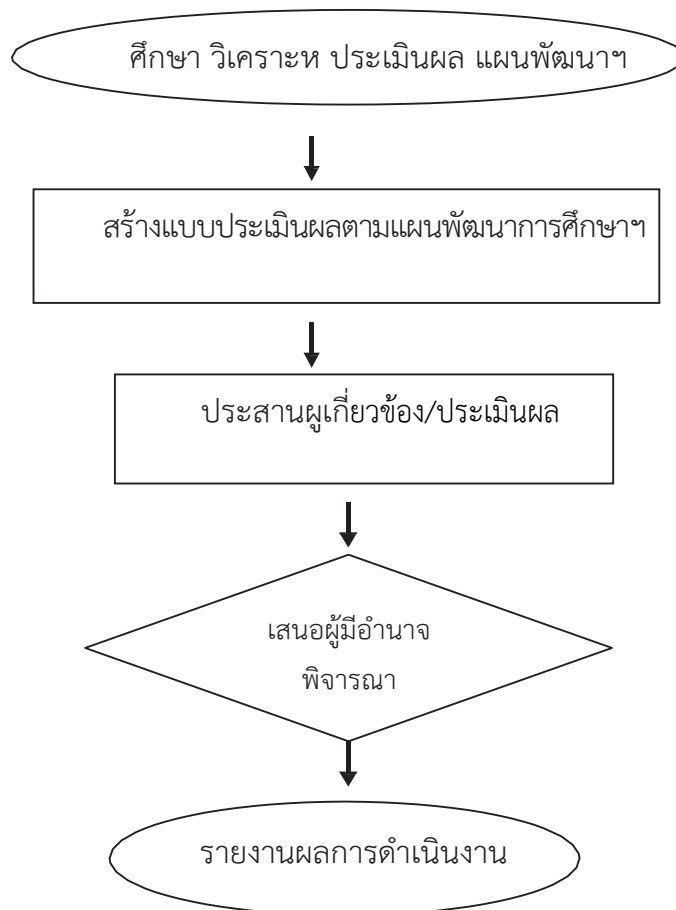 ศึกษา วิเคราะห ประเมินผล แผนพัฒนาฯ
สร้างแบบประเมินผลตามแผนพัฒนาการศึกษาฯ
ประสานผูเกี่ยวข้อง/ประเมินผล
เสนอผู้มีอำนาจ
พิจารณา
รายงานผลการดำเนินงาน